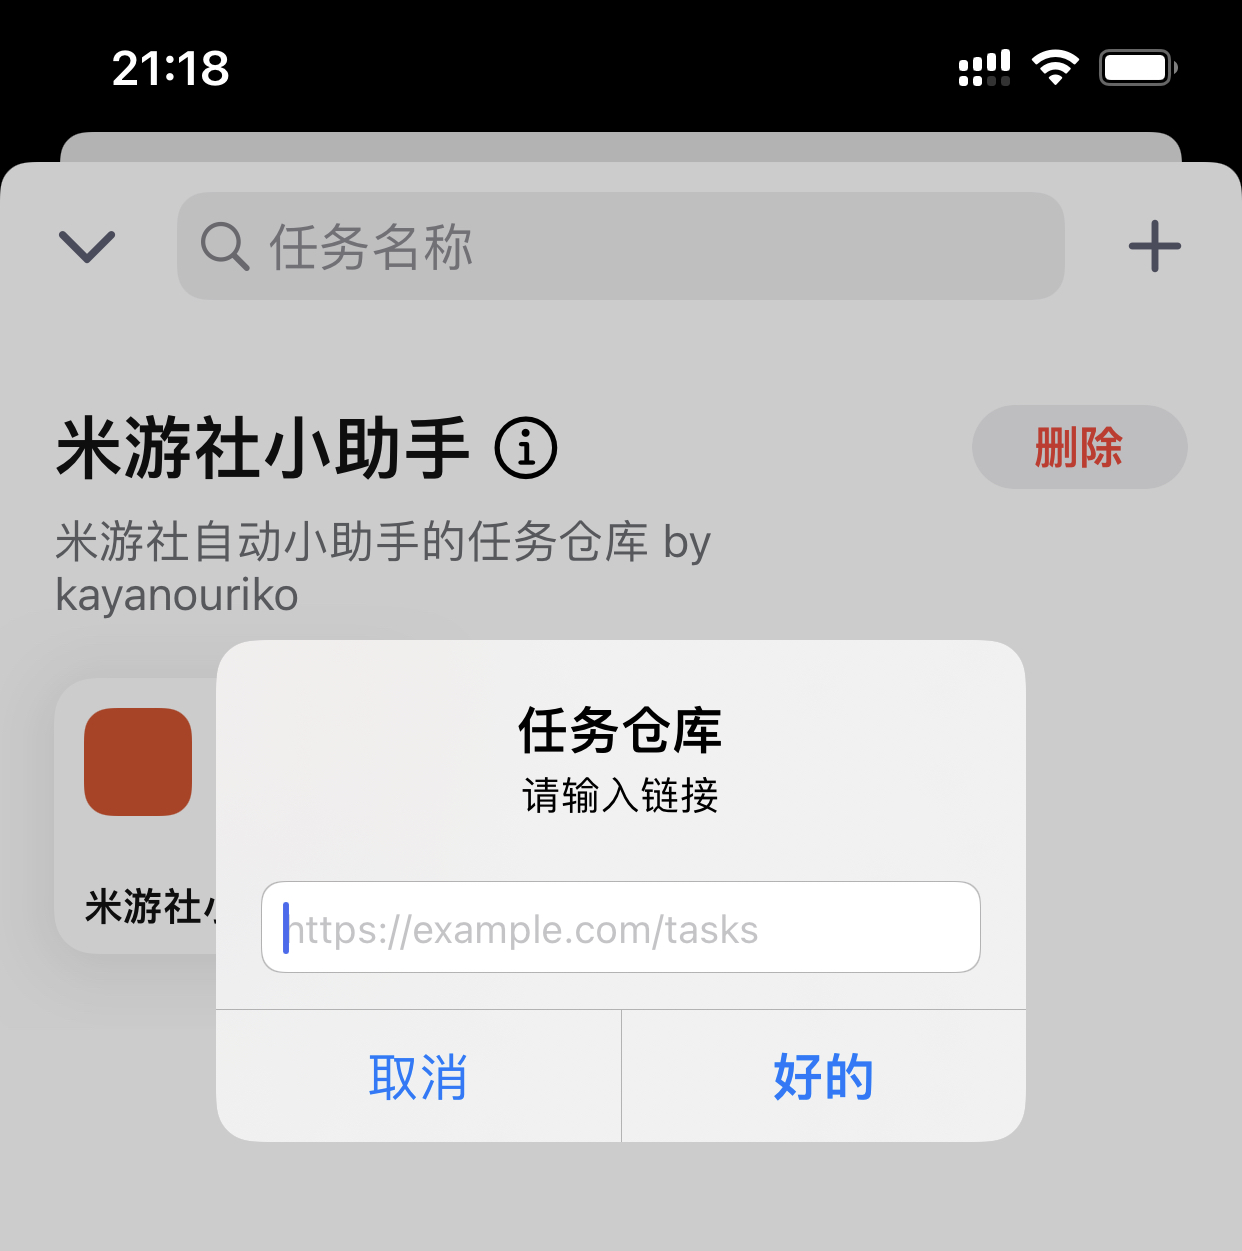 21:18
任务名称
米游社小助手
删除
米游社自动小助手的任务仓库 by
kayanouriko
任务仓库
请输入链接
米游社小
https://example.com/tasks
取消
好的